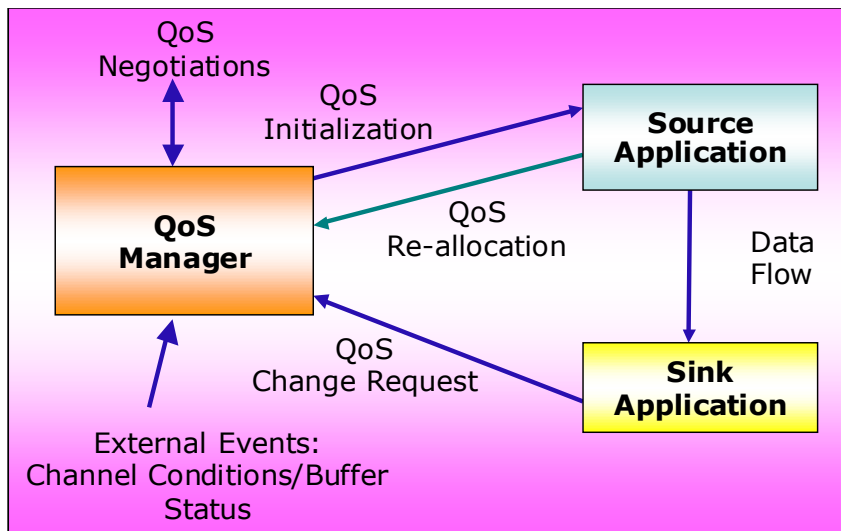 QoS
Negotiations
QoS
Initialization
Source
Application
QoS
Manager
QoS
Re-allocation
Data
Flow
QoS
Change Request
Sink
Application
External Events:
Channel Conditions/Buffer
Status